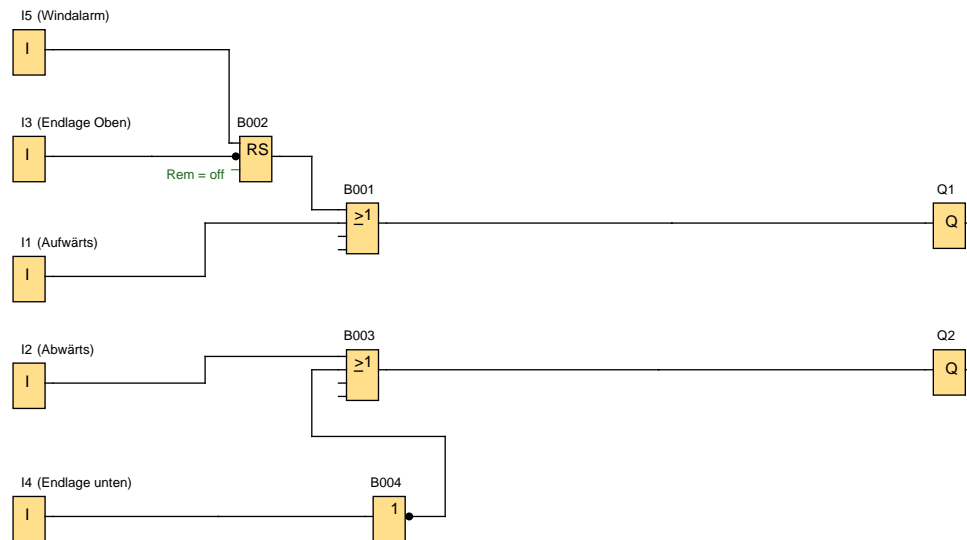 I5 (Windalarm)
I
I3 (Endlage Oben)
I
B002
RS
Rem = off
B001
≥1
Q1
Q
I1 (Aufwärts)
I
I2 (Abwärts)
I
B003
≥1
Q2
Q
I4 (Endlage unten)
I
B004
1